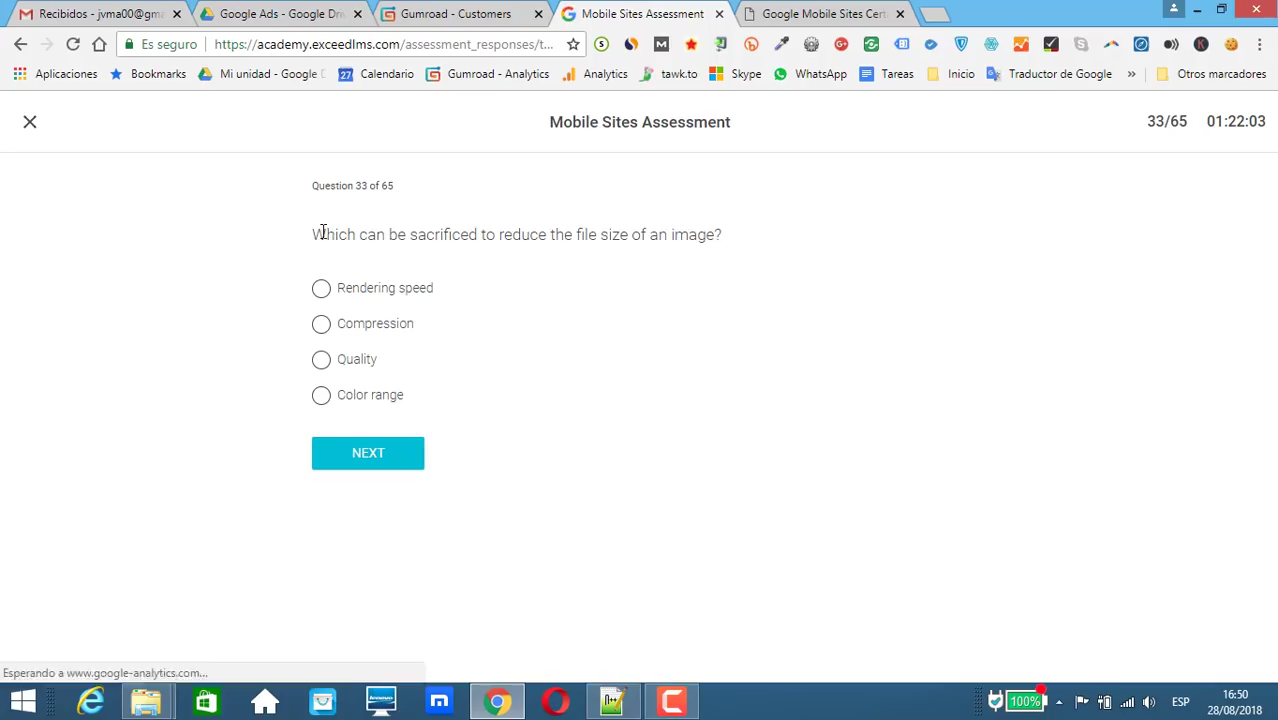 Recibidos - jvma00@gm
Google Ads - Google Dri
Gumroad - Customers
Mobile Sites Assessment
Google Mobile Sites Cert
Es seguro
https://academy.exceedlms.com/assessment_responses/t...
Aplicaciones
Bookmarks
Mi unidad - Google D
27 Calendario
Gumroad - Analytics
Analytics
tawk.to
Skype
WhatsApp
Tareas
Inicio
Traductor de Google
»
Otros marcadores
Mobile Sites Assessment
33/65
01:22:03
Question 33 of 65
Which can be sacrificed to reduce the file size of an image?
Rendering speed
Compression
Quality
Color range
NEXT
Esperando a www.google-analytics.com...
100%
ESP
16:50
28/08/2018